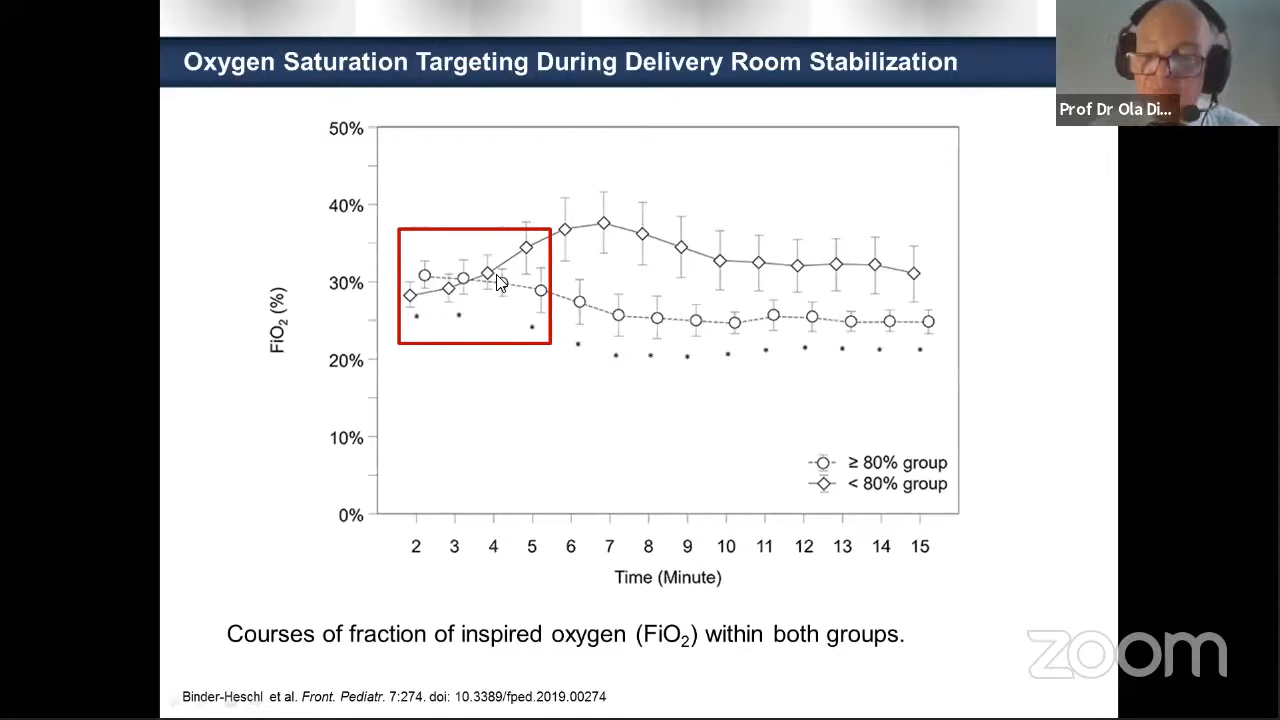 Oxygen Saturation Targeting During Delivery Room Stabilization
Prof Dr Ola Di...
50%
40%
30%
20%
10%
0%
FiO2 (%)
≥ 80% group
< 80% group
2 3 4 5 6 7 8 9 10 11 12 13 14 15
Time (Minute)
Courses of fraction of inspired oxygen (FiO2) within both groups.
zoom
Binder-Heschl et al. Front. Pediatr. 7:274. doi: 10.3389/fped.2019.00274